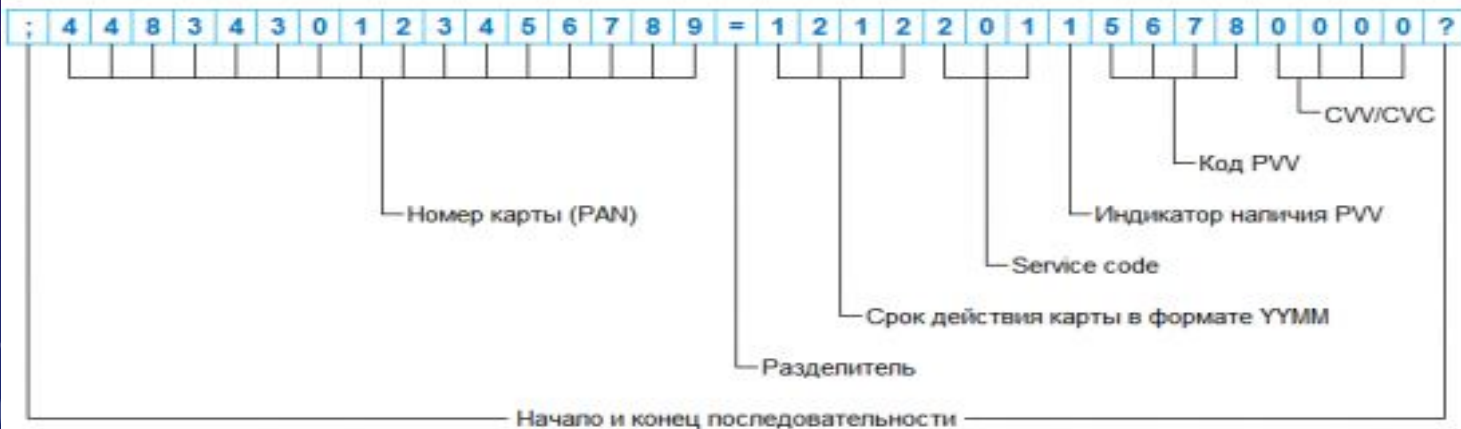 ; 4 4 8 3 4 3 0 1 2 3 4 5 6 7 8 9 = 1 2 1 2 2 0 1 1 5 6 7 8 0 0 0 0 ?
CVV/CVC
Код PVV
Номер карты (PAN)
Индикатор наличия PVV
Service code
Срок действия карты в формате YYMM
Разделитель
Начало и конец последовательности